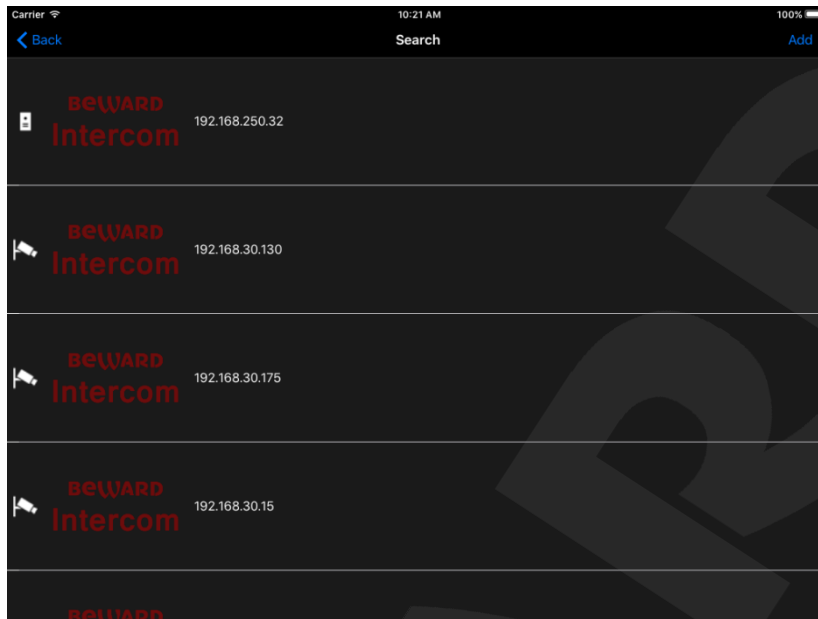 Carrier 10:21 AM 100%
Back Search Add
BEWARD
Intercom 192.168.250.32
BEWARD
Intercom 192.168.30.130
BEWARD
Intercom 192.168.30.175
BEWARD
Intercom 192.168.30.15
BEWARD